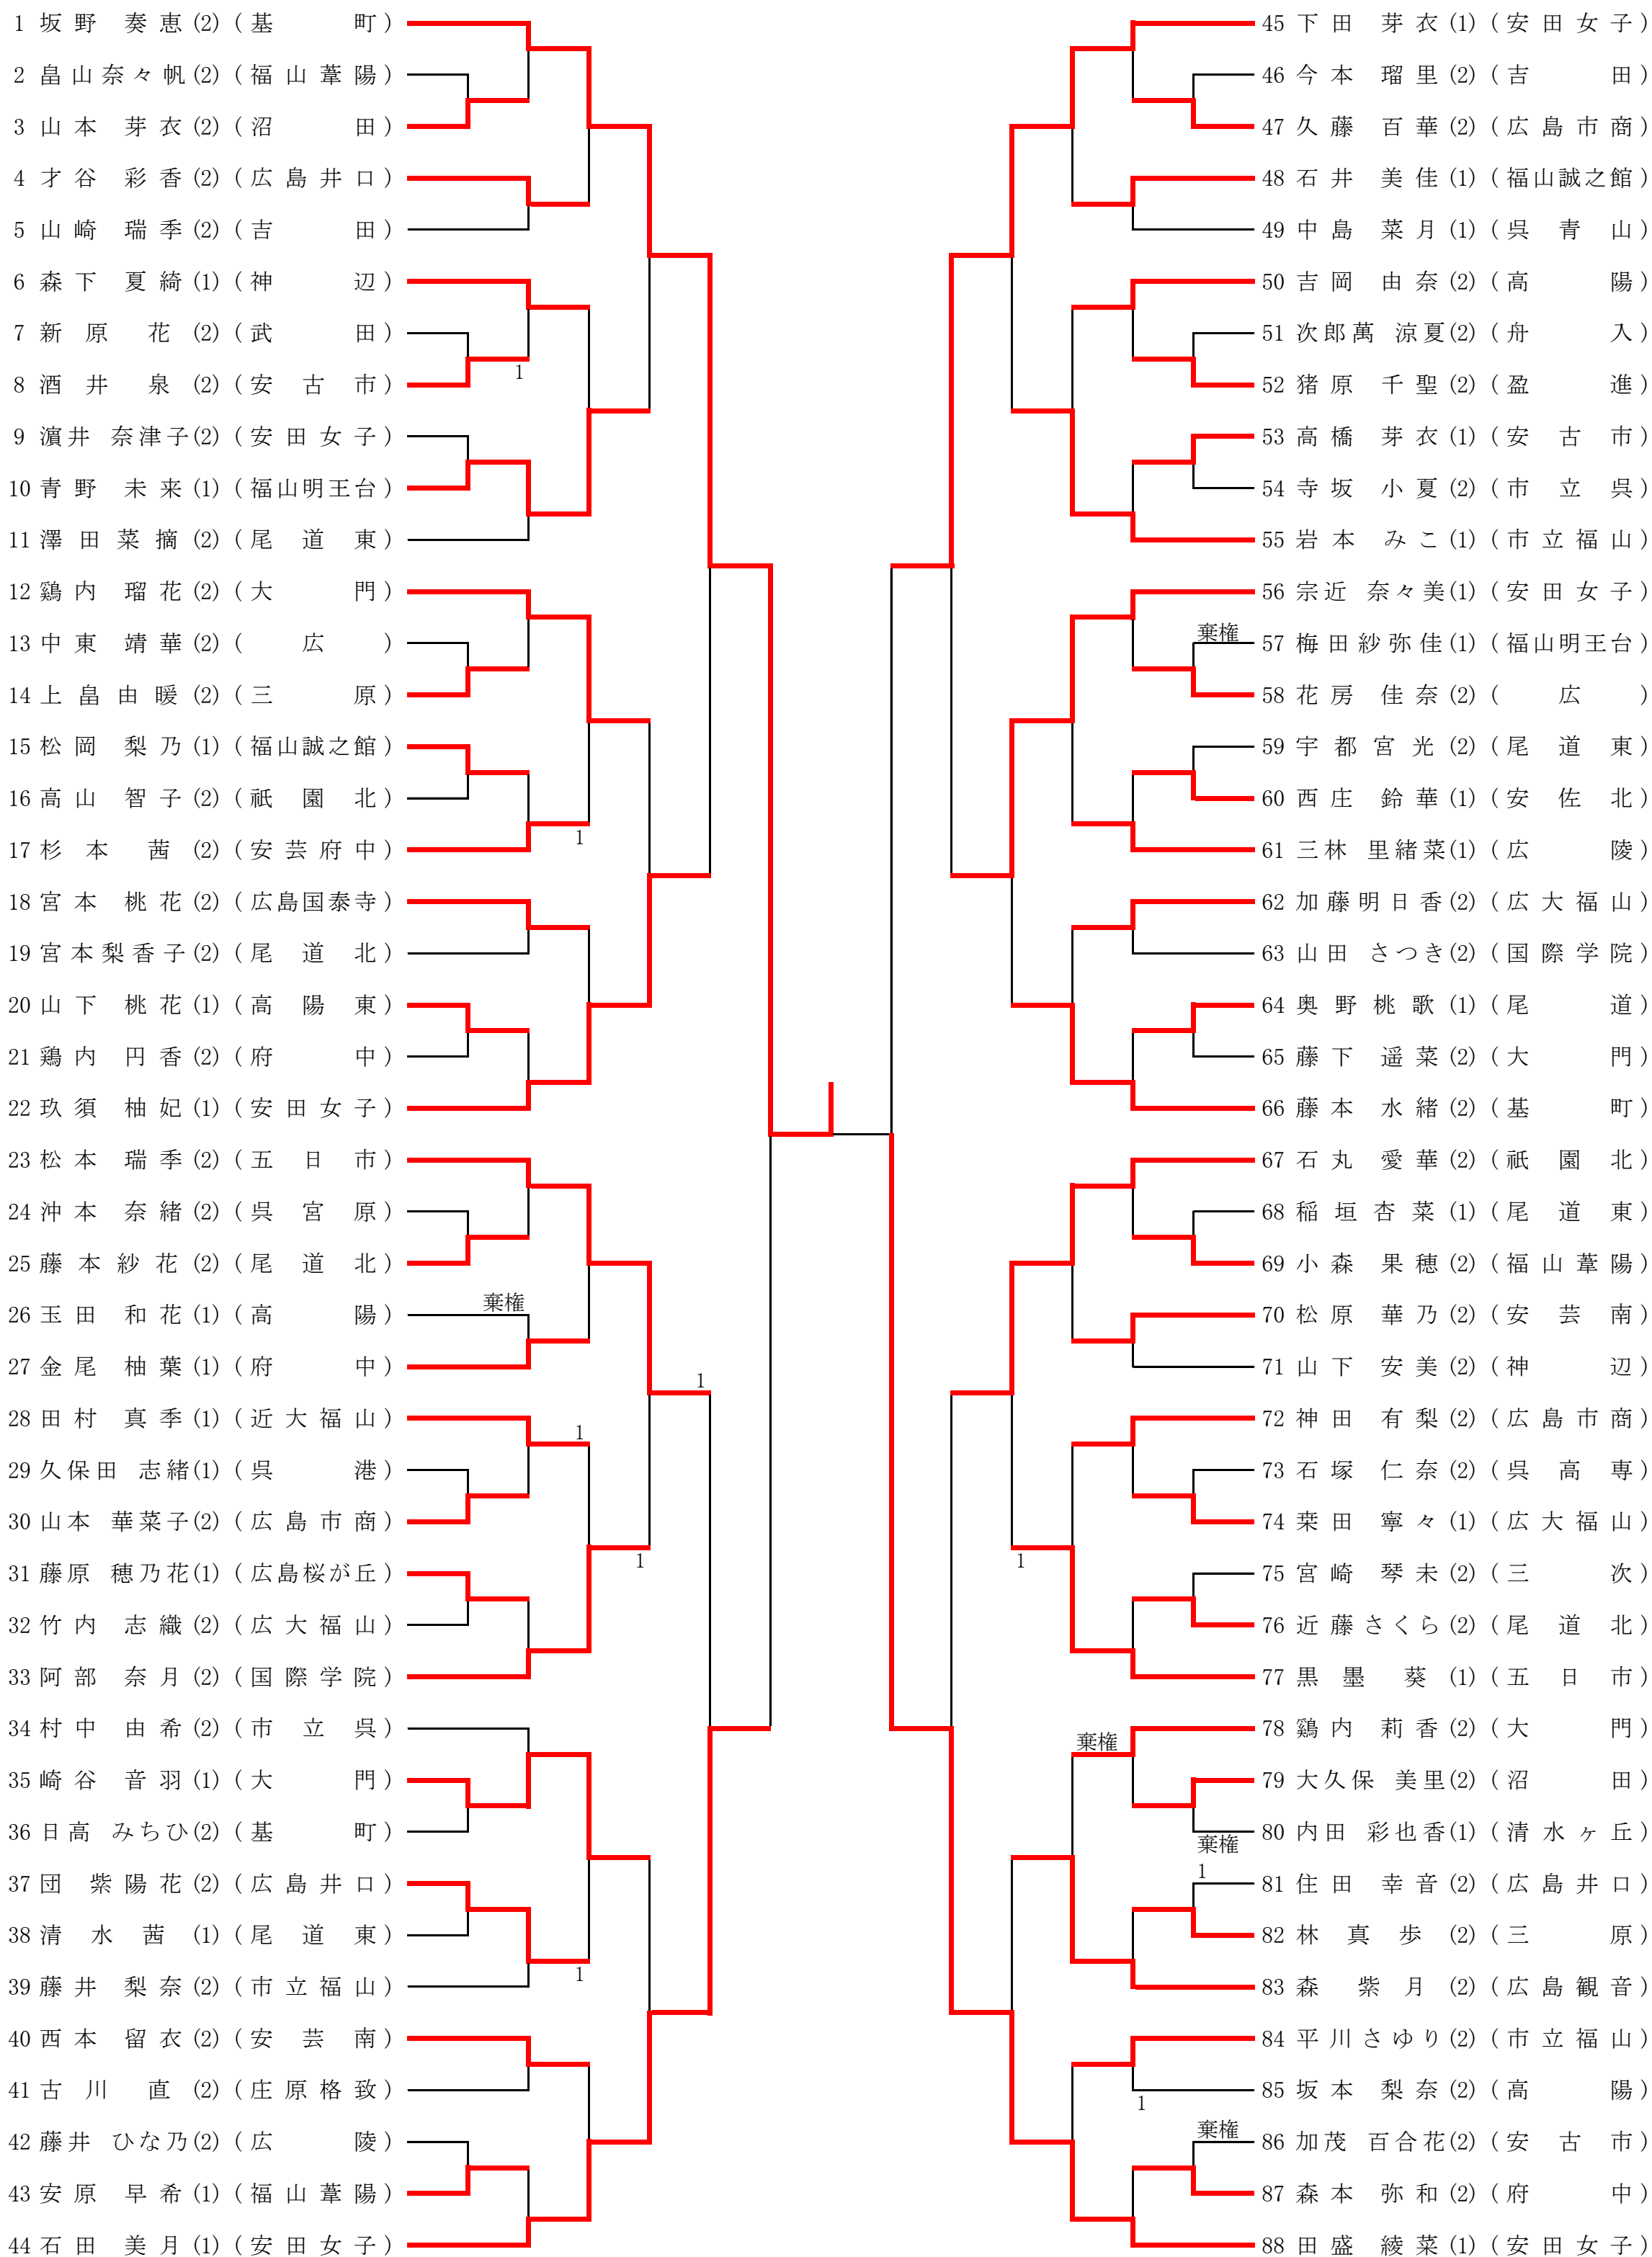 1 坂野 奏恵(2)(基町)
2 畠山奈々帆(2)(福山葦陽)
3 山本 芽衣(2)(沼田)
4 才谷 彩香(2)(広島井口)
5 山崎 瑞季(2)(吉田)
6 森下 夏綺(1)(神辺)
7 新原 花(2)(武田)
8 酒井 泉(2)(安古市)
1
9 濵井 奈津子(2)(安田女子)
10 青野 未来(1)(福山明王台)
11 澤田菜摘(2)(尾道東)
12 鷄内 瑠花(2)(大門)
13 中東 靖華(2)(広)
14 上畠由暖(2)(三原)
15 松岡 梨乃(1)(福山誠之館)
16 高山 智子(2)(祇園北)
1
17 杉本 茜(2)(安芸府中)
18 宮本 桃花(2)(広島国泰寺)
19 宮本梨香子(2)(尾道北)
20 山下 桃花(1)(高陽東)
21 鶏内 円香(2)(府中)
22 玖須 柚妃(1)(安田女子)
23 松本 瑞季(2)(五日市)
24 沖本 奈緒(2)(呉宮原)
25 藤本紗花(2)(尾道北)
棄権
26 玉田 和花(1)(高陽)
27 金尾 柚葉(1)(府中)
1
28 田村 真季(1)(近大福山)
1
29 久保田 志緒(1)(呉港)
30 山本 華菜子(2)(広島市商)
1
31 藤原 穂乃花(1)(広島桜が丘)
32 竹内 志織(2)(広大福山)
33 阿部 奈月(2)(国際学院)
34 村中 由希(2)(市立呉)
35 崎谷 音羽(1)(大門)
36 日高 みちひ(2)(基町)
37 団 紫陽花(2)(広島井口)
38 清水 茜(1)(尾道東)
1
39 藤井 梨奈(2)(市立福山)
40 西本 留衣(2)(安芸南)
41 古川 直(2)(庄原格致)
42 藤井 ひな乃(2)(広陵)
43 安原 早希(1)(福山葦陽)
44 石田 美月(1)(安田女子)
45 下田 芽衣(1)(安田女子)
46 今本 瑠里(2)(吉田)
47 久藤 百華(2)(広島市商)
48 石井 美佳(1)(福山誠之館)
49 中島 菜月(1)(呉青山)
50 吉岡 由奈(2)(高陽)
51 次郎萬 涼夏(2)(舟入)
52 猪原 千聖(2)(盈進)
53 高橋 芽衣(1)(安古市)
54 寺坂 小夏(2)(市立呉)
55 岩本 みこ(1)(市立福山)
56 宗近 奈々美(1)(安田女子)
棄権
57 梅田紗弥佳(1)(福山明王台)
58 花房 佳奈(2)(広)
59 宇都宮光(2)(尾道東)
60 西庄 鈴華(1)(安佐北)
61 三林 里緒菜(1)(広陵)
62 加藤明日香(2)(広大福山)
63 山田 さつき(2)(国際学院)
64 奥野桃歌(1)(尾道)
65 藤下 遥菜(2)(大門)
66 藤本 水緒(2)(基町)
67 石丸 愛華(2)(祇園北)
68 稲垣杏菜(1)(尾道東)
69 小森 果穂(2)(福山葦陽)
70 松原 華乃(2)(安芸南)
71 山下 安美(2)(神辺)
72 神田 有梨(2)(広島市商)
73 石塚 仁奈(2)(呉高専)
74 栞田 寧々(1)(広大福山)
1
75 宮崎 琴未(2)(三次)
76 近藤さくら(2)(尾道北)
77 黒墨 葵(1)(五日市)
78 鷄内 莉香(2)(大門)
棄権
79 大久保 美里(2)(沼田)
80 内田 彩也香(1)(清水ヶ丘)
棄権
1
81 住田 幸音(2)(広島井口)
82 林 真歩(2)(三原)
83 森 紫月(2)(広島観音)
84 平川さゆり(2)(市立福山)
85 坂本 梨奈(2)(高陽)
1
棄権
86 加茂 百合花(2)(安古市)
87 森本 弥和(2)(府中)
88 田盛 綾菜(1)(安田女子)